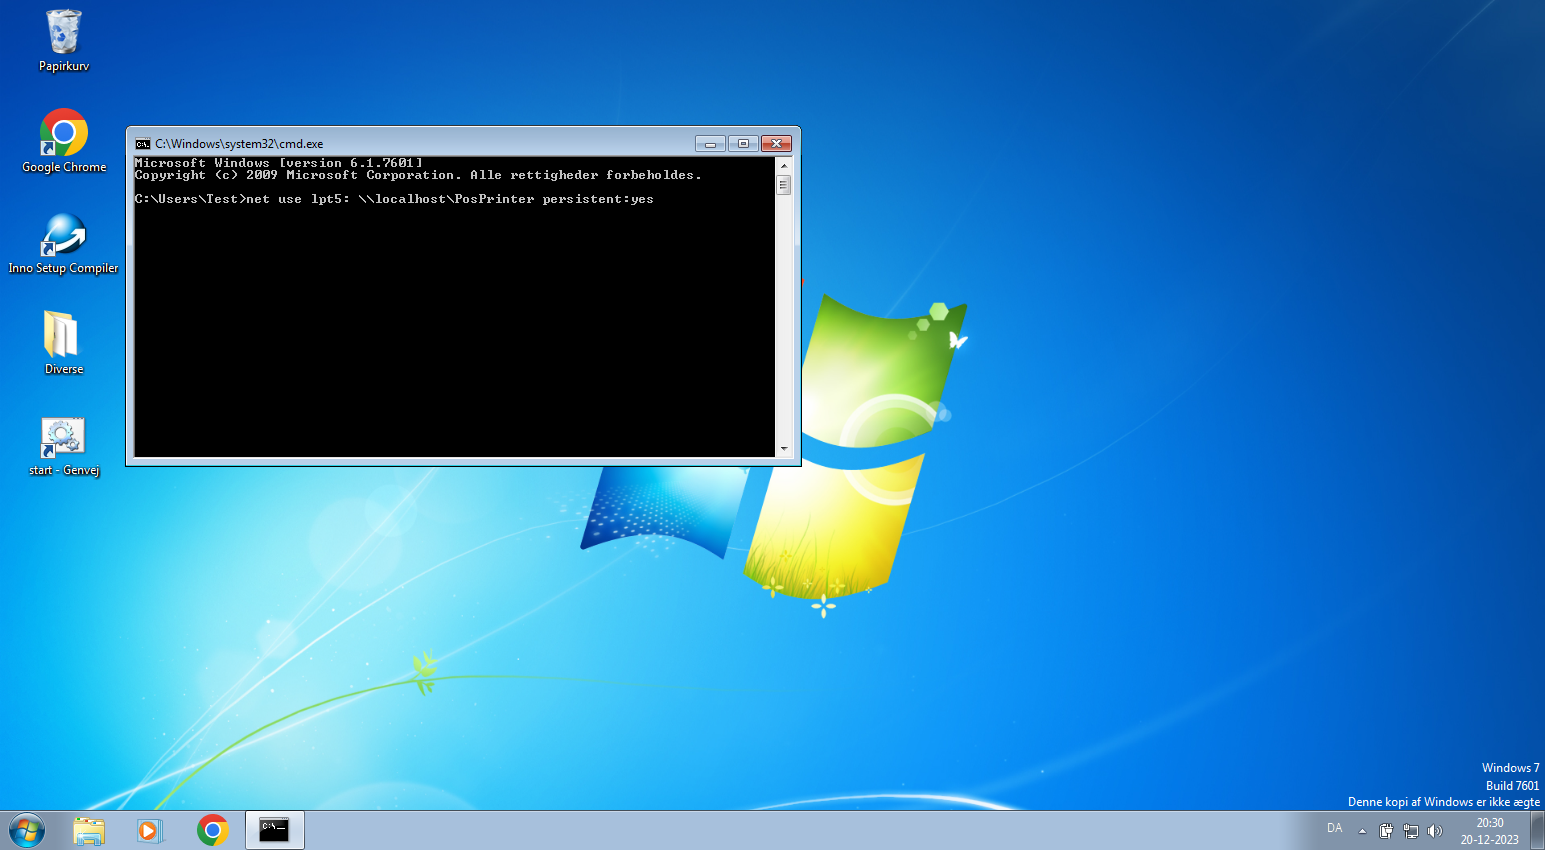 Papirkurv
Google Chrome
Inno Setup Compiler
Diverse
start - Genvej
C:\Windows\system32\cmd.exe
Microsoft Windows [version 6.1.7601]
Copyright (c) 2009 Microsoft Corporation. Alle rettigheder forbeholdes.
C:\Users\Test>net use lpt5: \\localhost\PosPrinter persistent:yes
Windows 7
Build 7601
Denne kopi af Windows er ikke ægte
C:\._
DA
20:30
20-12-2023